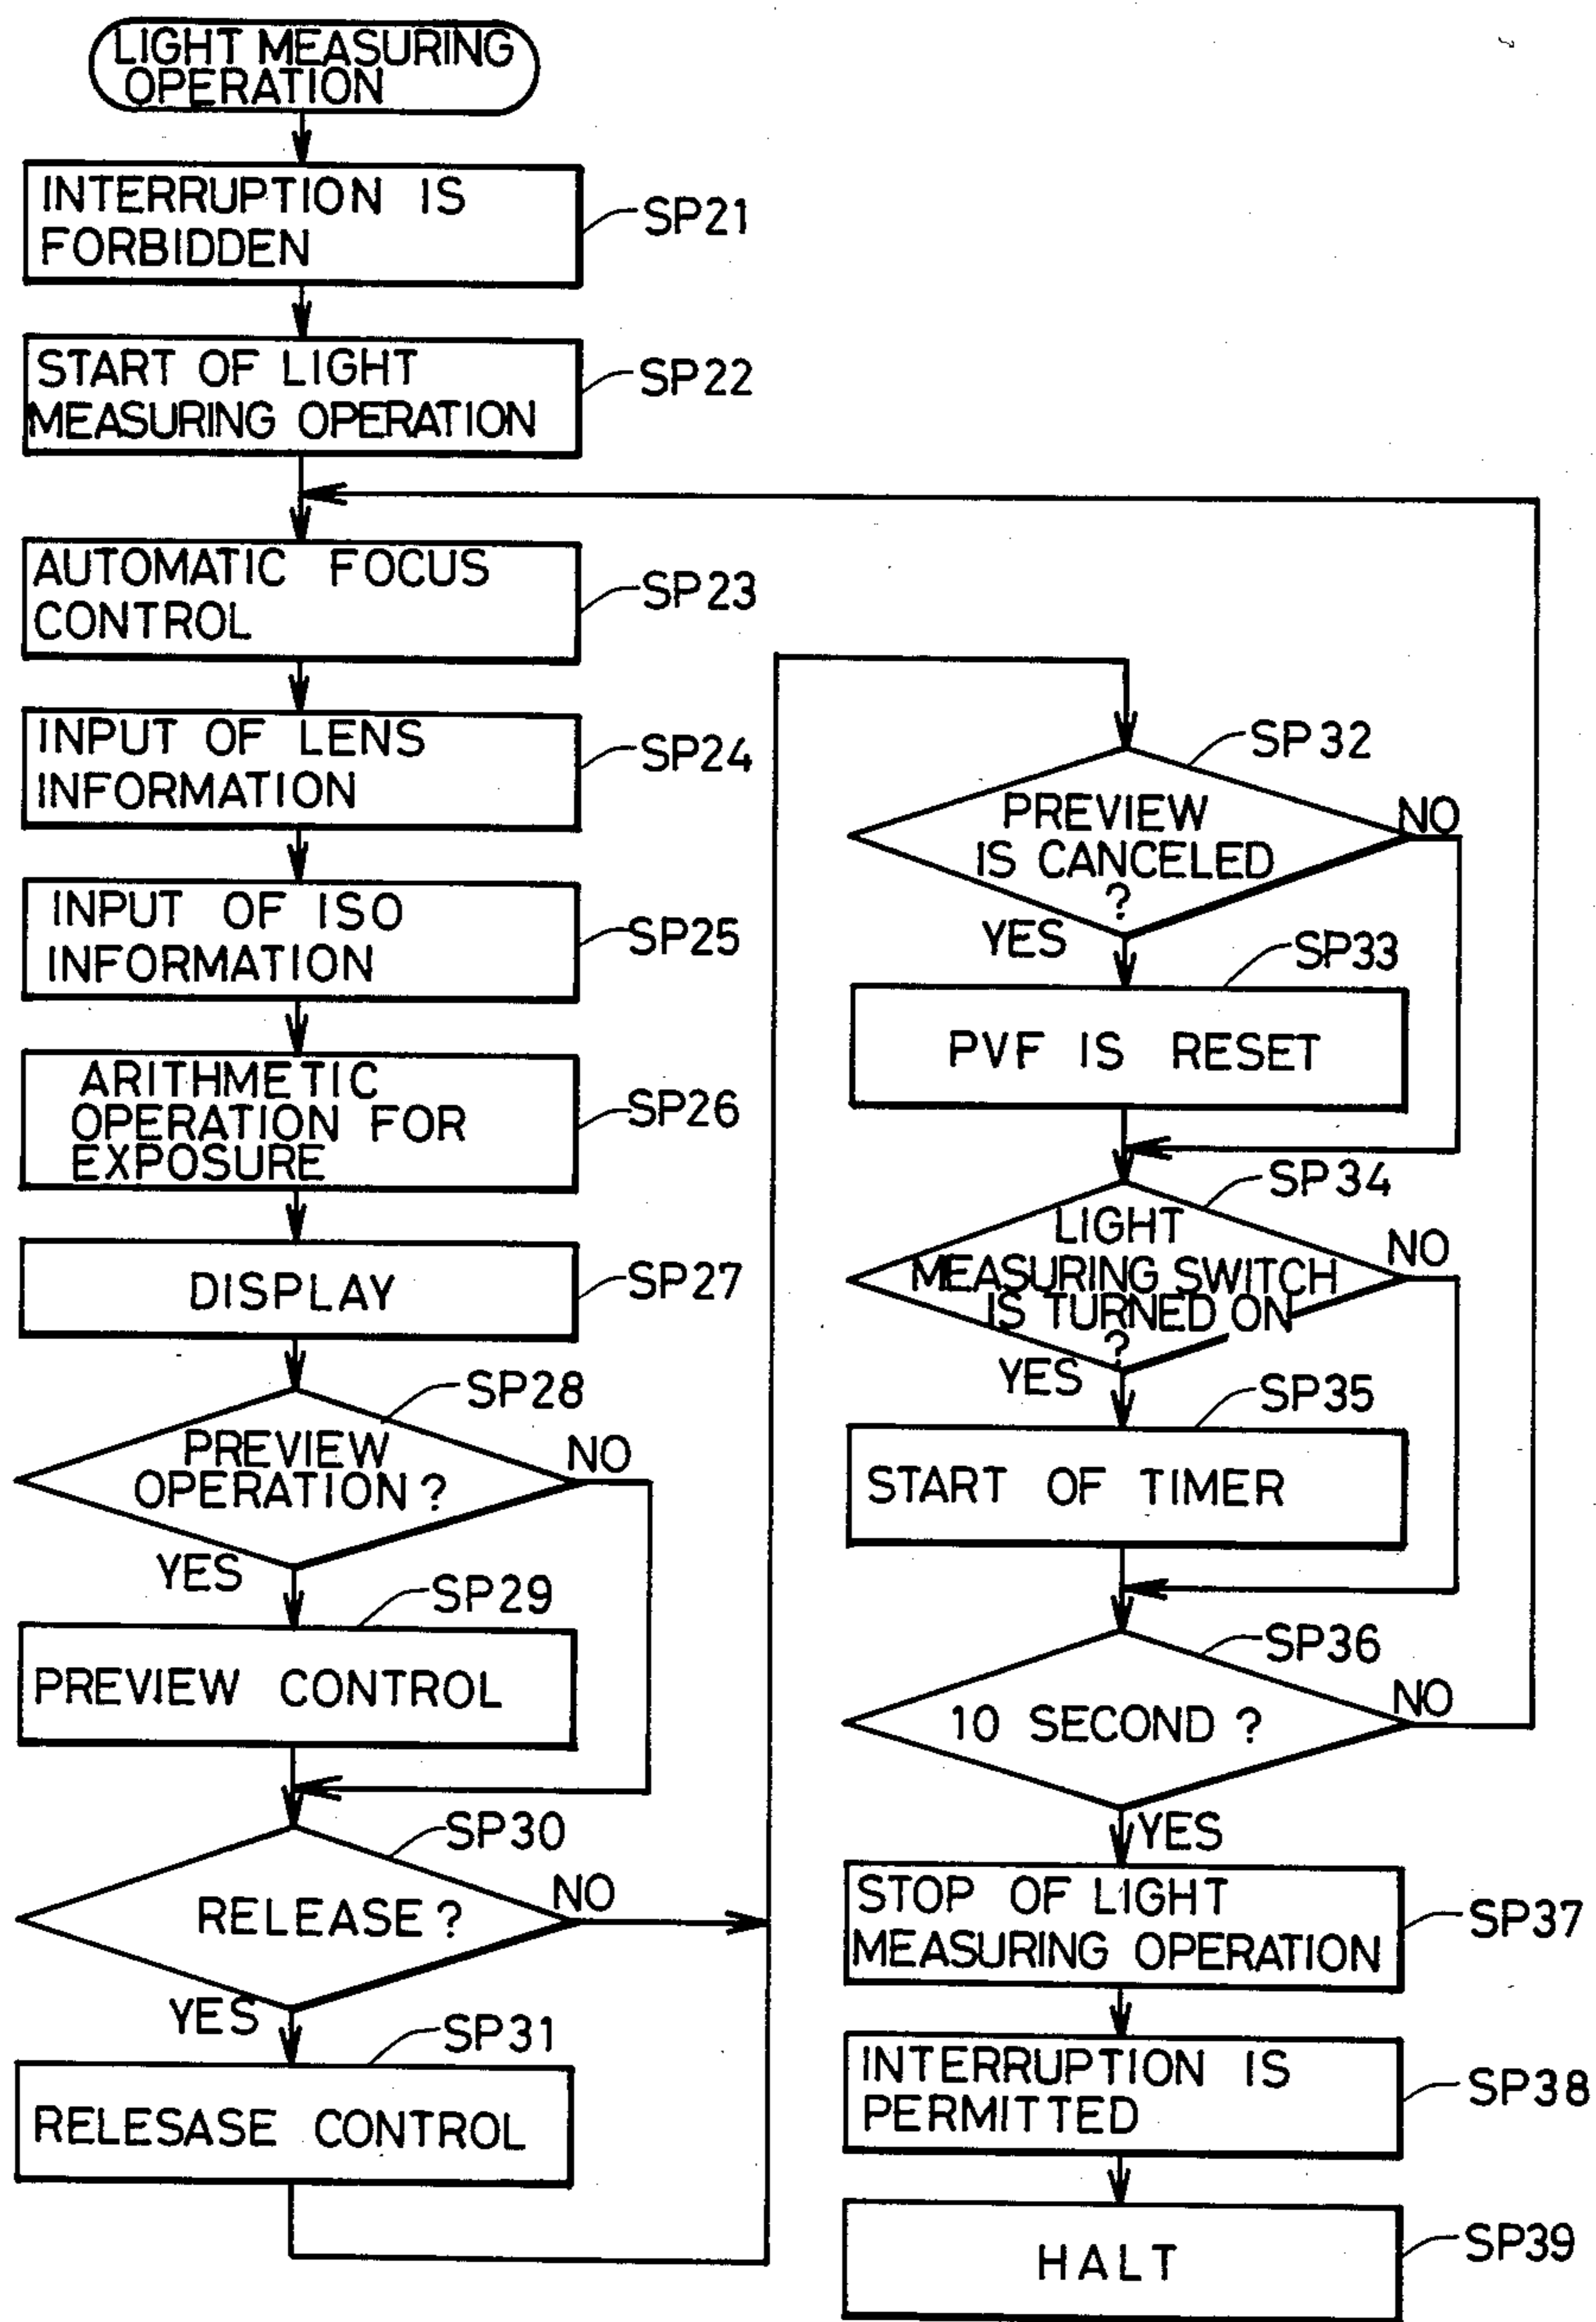 LIGHT MEASURING
OPERATION
INTERRUPTION IS
FORBIDDEN
SP21
START OF LIGHT
MEASURING OPERATION
SP22
AUTOMATIC FOCUS
CONTROL
SP23
INPUT OF LENS
INFORMATION
SP24
INPUT OF ISO
INFORMATION
SP25
ARITHMETIC
OPERATION FOR
EXPOSURE
SP26
DISPLAY
SP27
SP28
PREVIEW
OPERATION?
NO
YES
SP29
PREVIEW CONTROL
SP30
RELEASE?
NO
YES
SP31
RELESASE CONTROL
SP32
PREVIEW
IS CANCELED
?
NO
YES
SP33
PVF IS RESET
SP34
LIGHT
MEASURING SWITCH
IS TURNED ON
?
NO
YES
SP35
START OF TIMER
SP36
10 SECOND ?
NO
YES
STOP OF LIGHT
MEASURING OPERATION
SP37
INTERRUPTION IS
PERMITTED
SP38
HALT
SP39